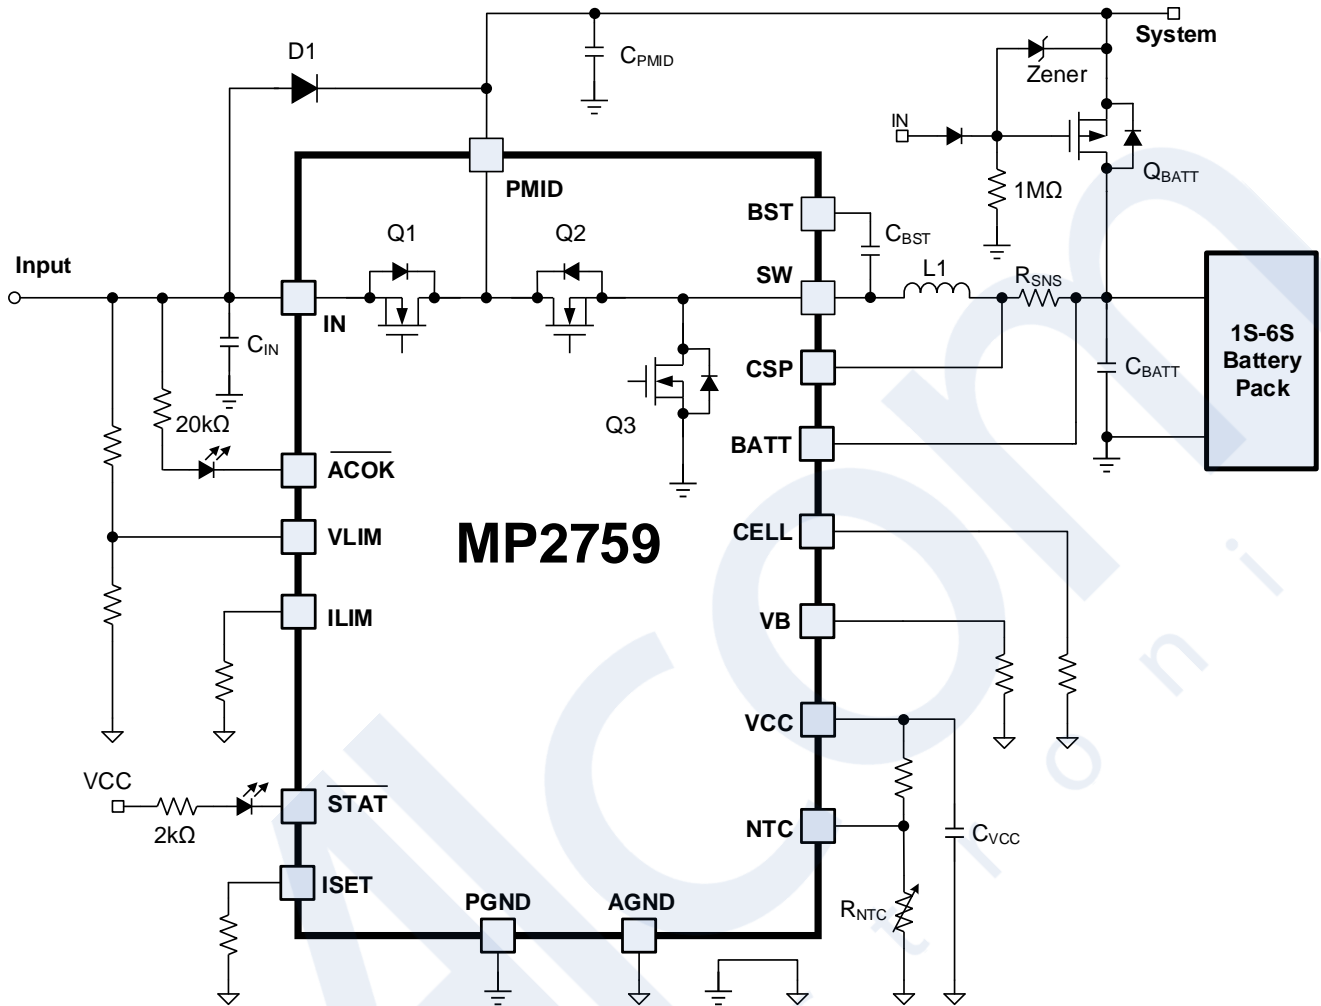 System
D1
CPMID
Zener
IN
PMID
QBATT
1MΩ
BST
CBST
Q1
Q2
Input
SW
L1
RSNS
IN
CIN
1S-6S
Battery
Pack
CSP
CBATT
20kΩ
Q3
BATT
ACOK
VLIM
MP2759
CELL
ILIM
VB
VCC
VCC
STAT
2kΩ
NTC
CVCC
ISET
PGND
AGND
RNTC
Alcom
troni